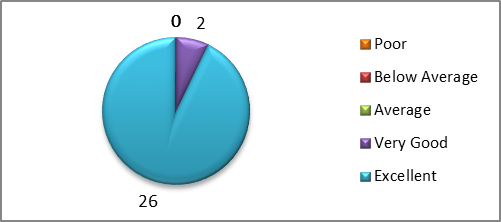 0 2
Poor
Below Average
Average
Very Good
Excellent
26